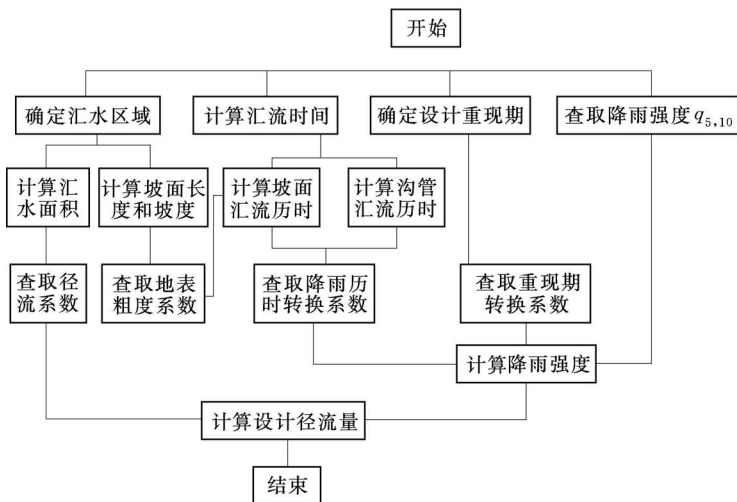 开始
确定汇水区域
计算汇流时间
确定设计重现期
查取降雨强度q5,10
计算汇
水面积
计算坡面长
度和坡度
计算坡面
汇流历时
计算沟管
汇流历时
查取径
流系数
查取地表
粗度系数
查取降雨历
时转换系数
查取重现期
转换系数
计算降雨强度
计算设计径流量
结束